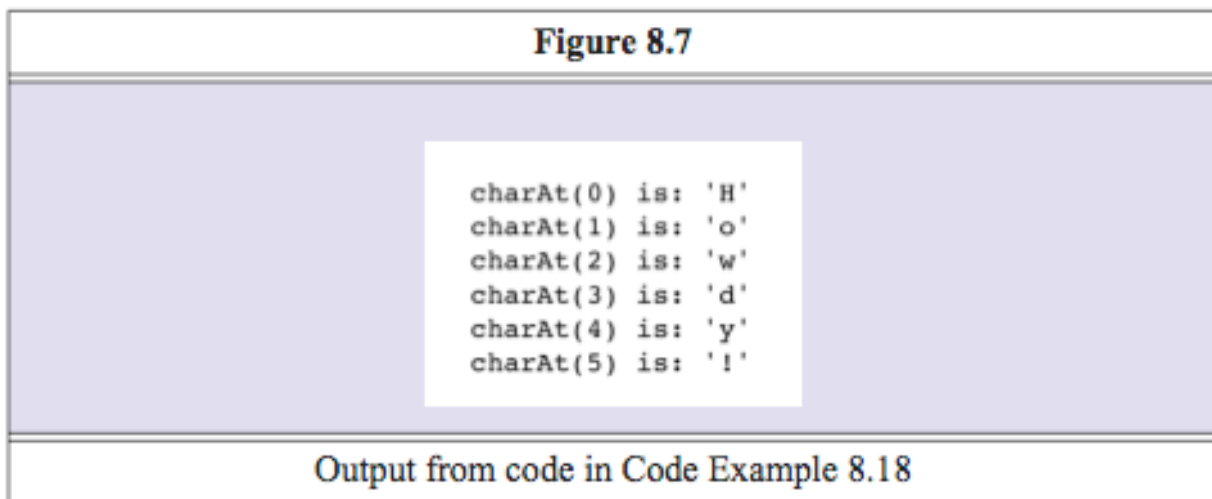 Figure 8.7
charAt(0) is: 'H'
charAt(1) is: 'o'
charAt(2) is: 'w'
charAt(3) is: 'd'
charAt(4) is: 'y'
charAt(5) is: '!'
Output from code in Code Example 8.18